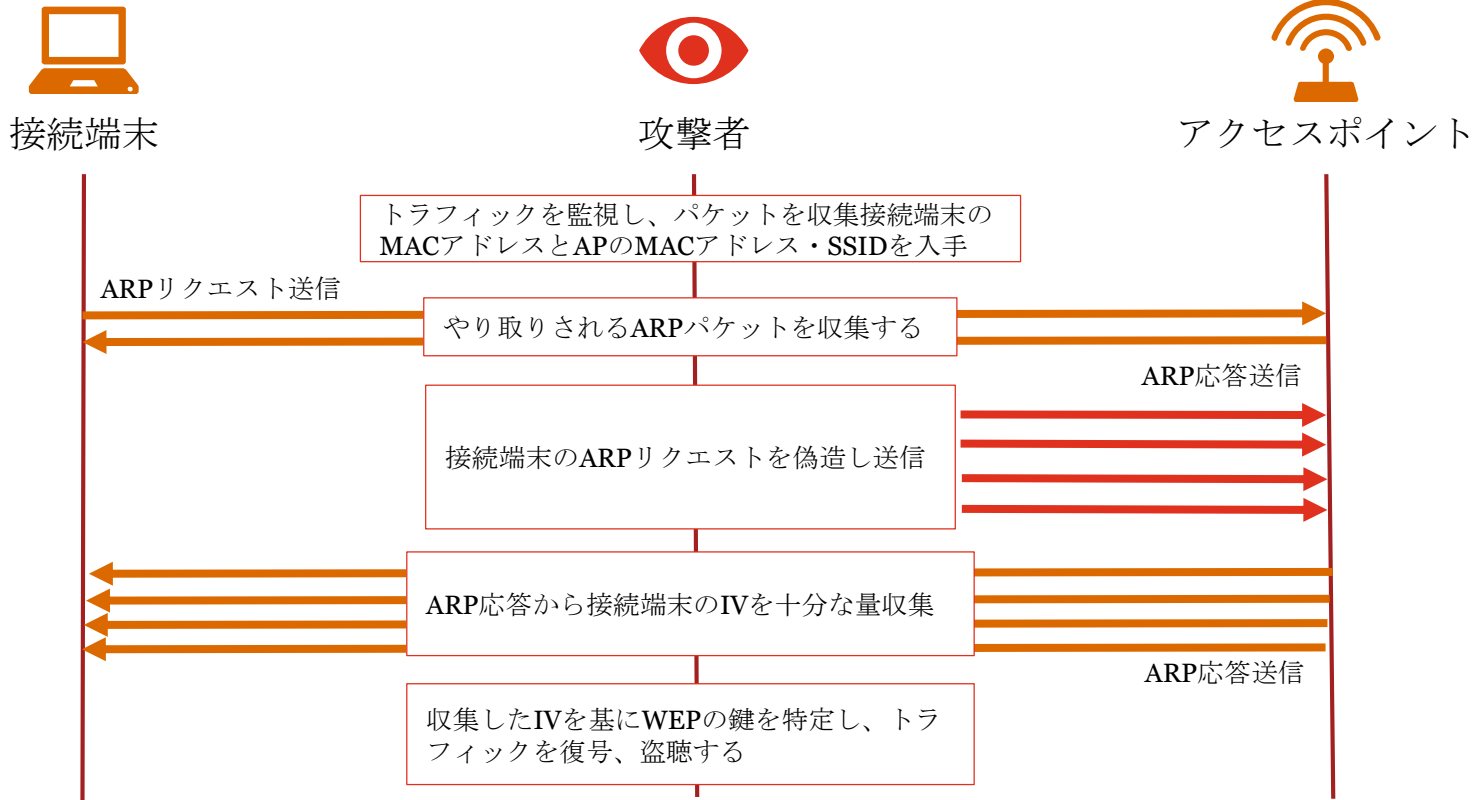 接続端末
攻撃者
アクセスポイント
トラフィックを監視し、パケットを収集接続端末の
MACアドレスとAPのMACアドレス・SSIDを入手
ARPリクエスト送信
やり取りされるARPパケットを収集する
ARP応答送信
接続端末のARPリクエストを偽造し送信
ARP応答から接続端末のIVを十分な量収集
ARP応答送信
収集したIVを基にWEPの鍵を特定し、トラ
フィックを復号、盗聴する